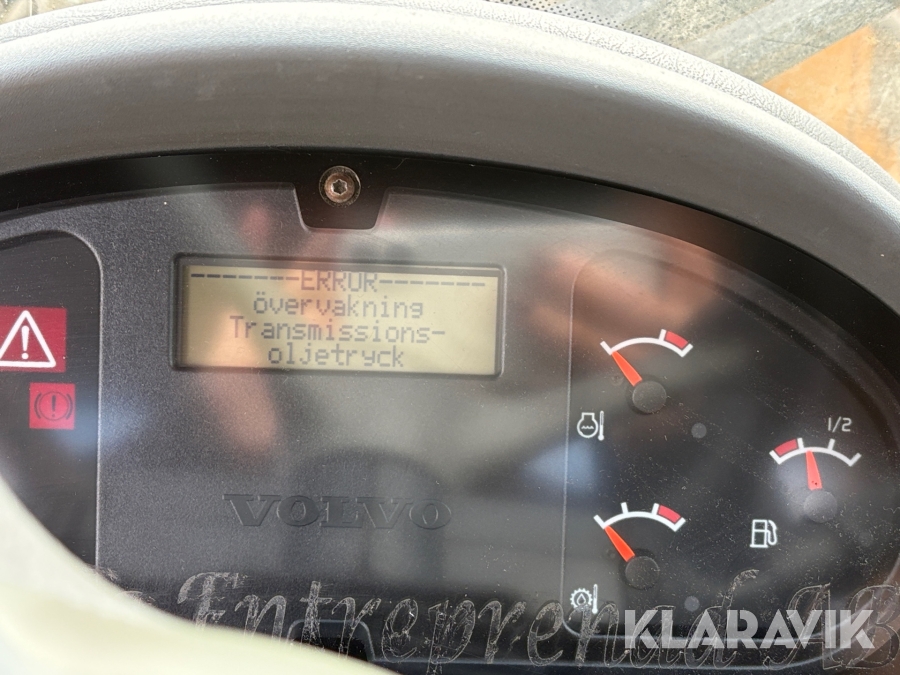 -------ERROR-------
övervakning
Transmissions-
oljetryck
1/2
VOLVO
Entreprenad AB
KLARAVIK